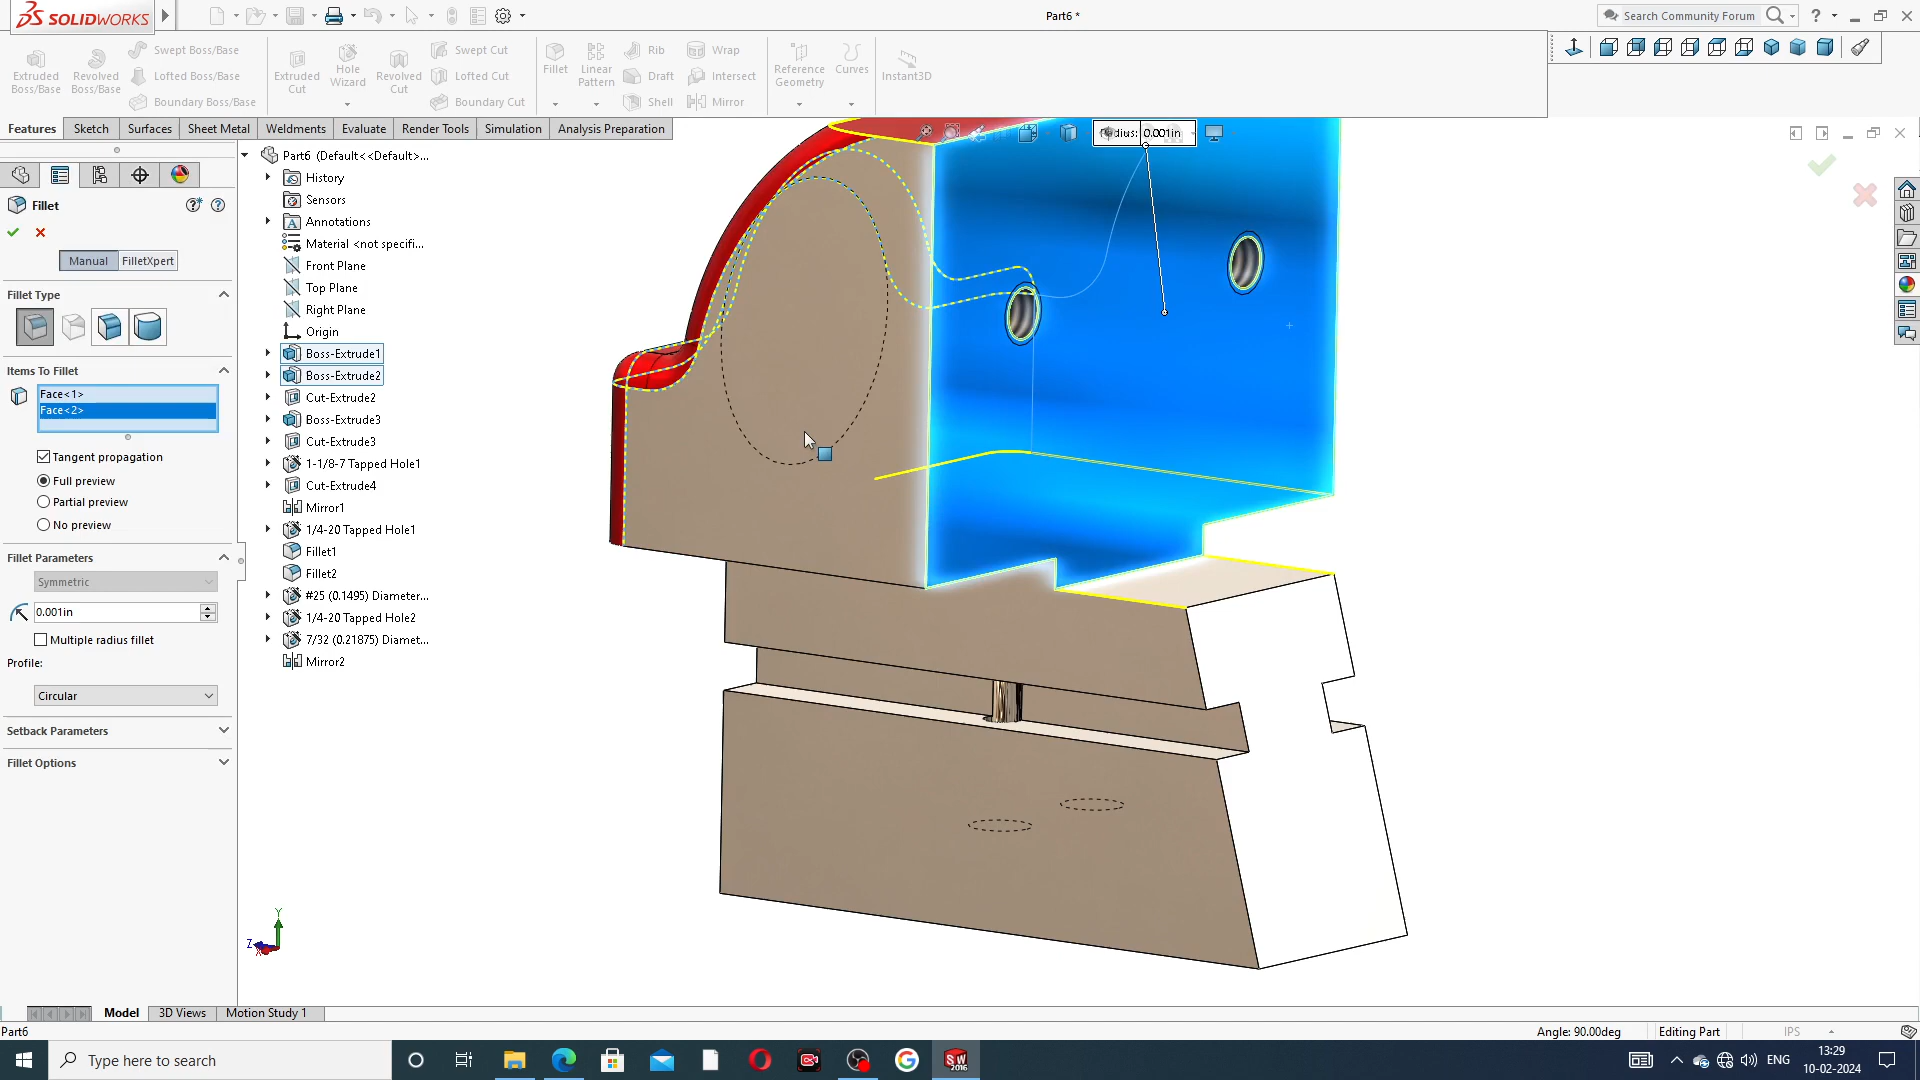 SOLIDWORKS
Part6 *
Search Community Forum
Extruded Boss/Base
Revolved Boss/Base
Swept Boss/Base
Lofted Boss/Base
Boundary Boss/Base
Extruded Cut
Hole Wizard
Revolved Cut
Swept Cut
Lofted Cut
Boundary Cut
Fillet
Linear Pattern
Rib
Draft
Shell
Wrap
Intersect
Mirror
Reference Geometry
Curves
Instant3D
Features
Sketch
Surfaces
Sheet Metal
Weldments
Evaluate
Render Tools
Simulation
Analysis Preparation
Fillet
Manual
FilletXpert
Fillet Type
Items To Fillet
Face<1>
Face<2>
Tangent propagation
Full preview
Partial preview
No preview
Fillet Parameters
Symmetric
0.001in
Multiple radius fillet
Profile:
Circular
Setback Parameters
Fillet Options
Part6 (Default<<Default>...
History
Sensors
Annotations
Material <not specifi...
Front Plane
Top Plane
Right Plane
Origin
Boss-Extrude1
Boss-Extrude2
Cut-Extrude2
Boss-Extrude3
Cut-Extrude3
1-1/8-7 Tapped Hole1
Cut-Extrude4
Mirror1
1/4-20 Tapped Hole1
Fillet1
Fillet2
#25 (0.1495) Diameter...
1/4-20 Tapped Hole2
7/32 (0.21875) Diamet...
Mirror2
0.001in
Y
Z
X
Model
3D Views
Motion Study 1
Part6
Angle: 90.00deg
Editing Part
IPS
Type here to search
SW
2016
ENG
13:29
10-02-2024